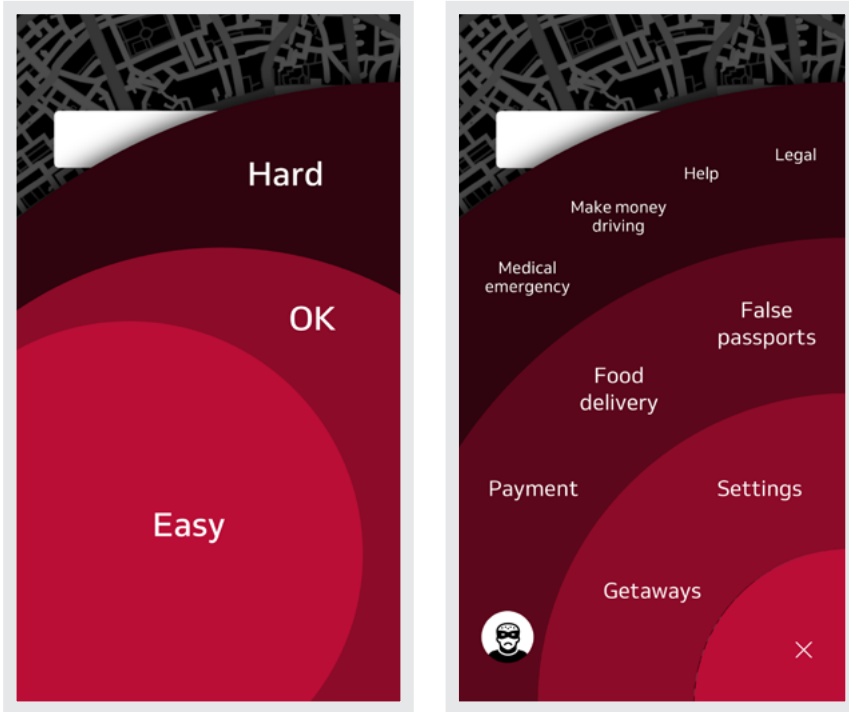 Hard
OK
Easy
Legal
Help
Make money
driving
Medical
emergency
False
passports
Food
delivery
Payment
Settings
Getaways